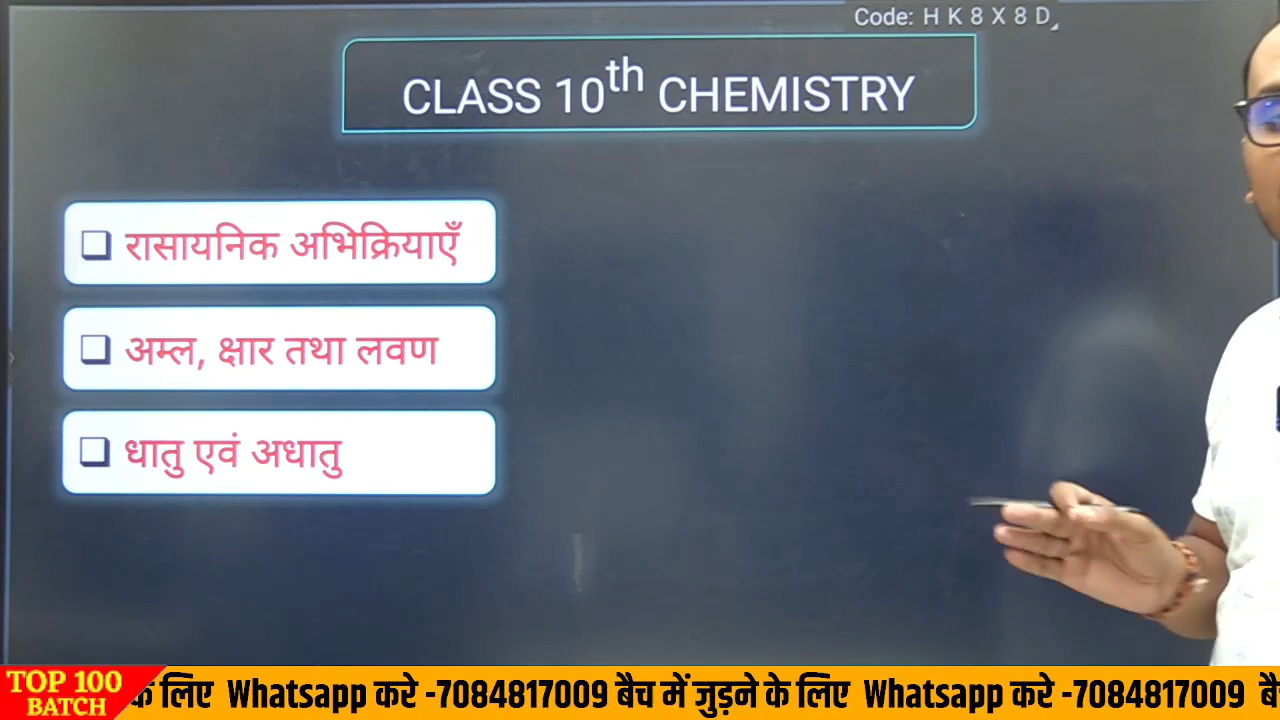 Code: H K 8 X 8 D
CLASS 10th CHEMISTRY
रासायनिक अभिक्रियाएँ
अम्ल, क्षार तथा लवण
धातु एवं अधातु
TOP 100
BATCH
के लिए Whatsapp करे -7084817009 बैच में जुड़ने के लिए Whatsapp करे -7084817009